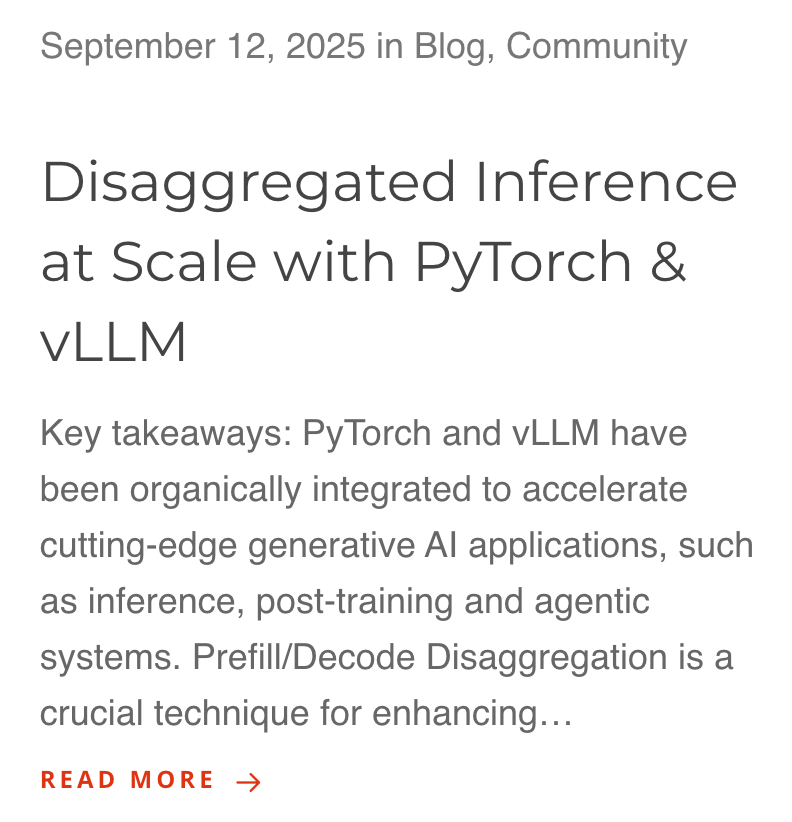 September 12, 2025 in Blog, Community
Disaggregated Inference
at Scale with PyTorch &
vLLM
Key takeaways: PyTorch and vLLM have
been organically integrated to accelerate
cutting-edge generative AI applications, such
as inference, post-training and agentic
systems. Prefill/Decode Disaggregation is a
crucial technique for enhancing…
READ MORE →